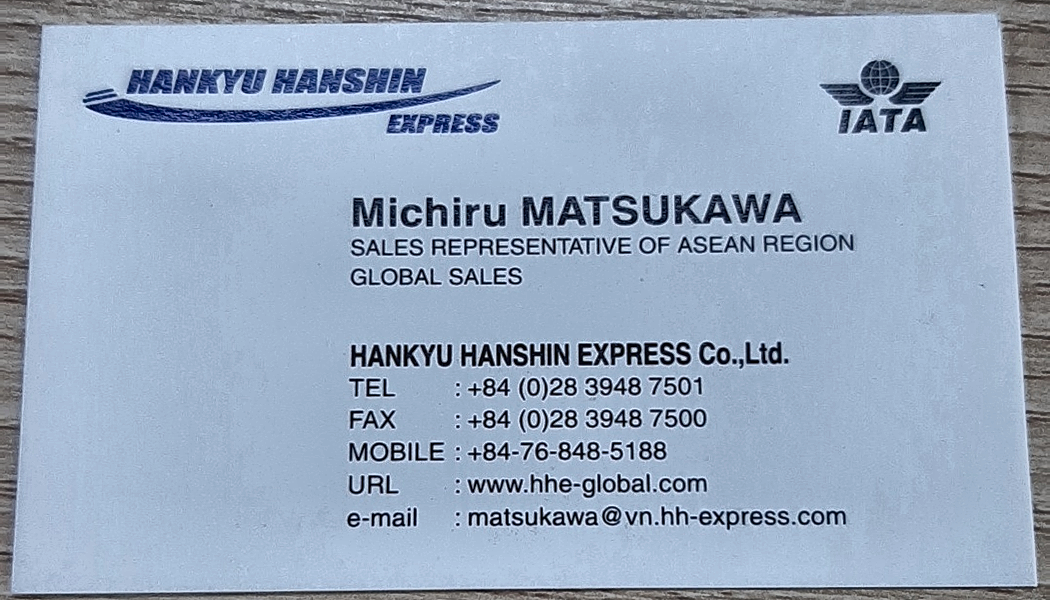 HANKYU HANSHIN
EXPRESS
IATA
Michiru MATSUKAWA
SALES REPRESENTATIVE OF ASEAN REGION
GLOBAL SALES
HANKYU HANSHIN EXPRESS Co.,Ltd.
TEL : +84 (0)28 3948 7501
FAX : +84 (0)28 3948 7500
MOBILE : +84-76-848-5188
URL : www.hhe-global.com
e-mail : matsukawa@vn.hh-express.com